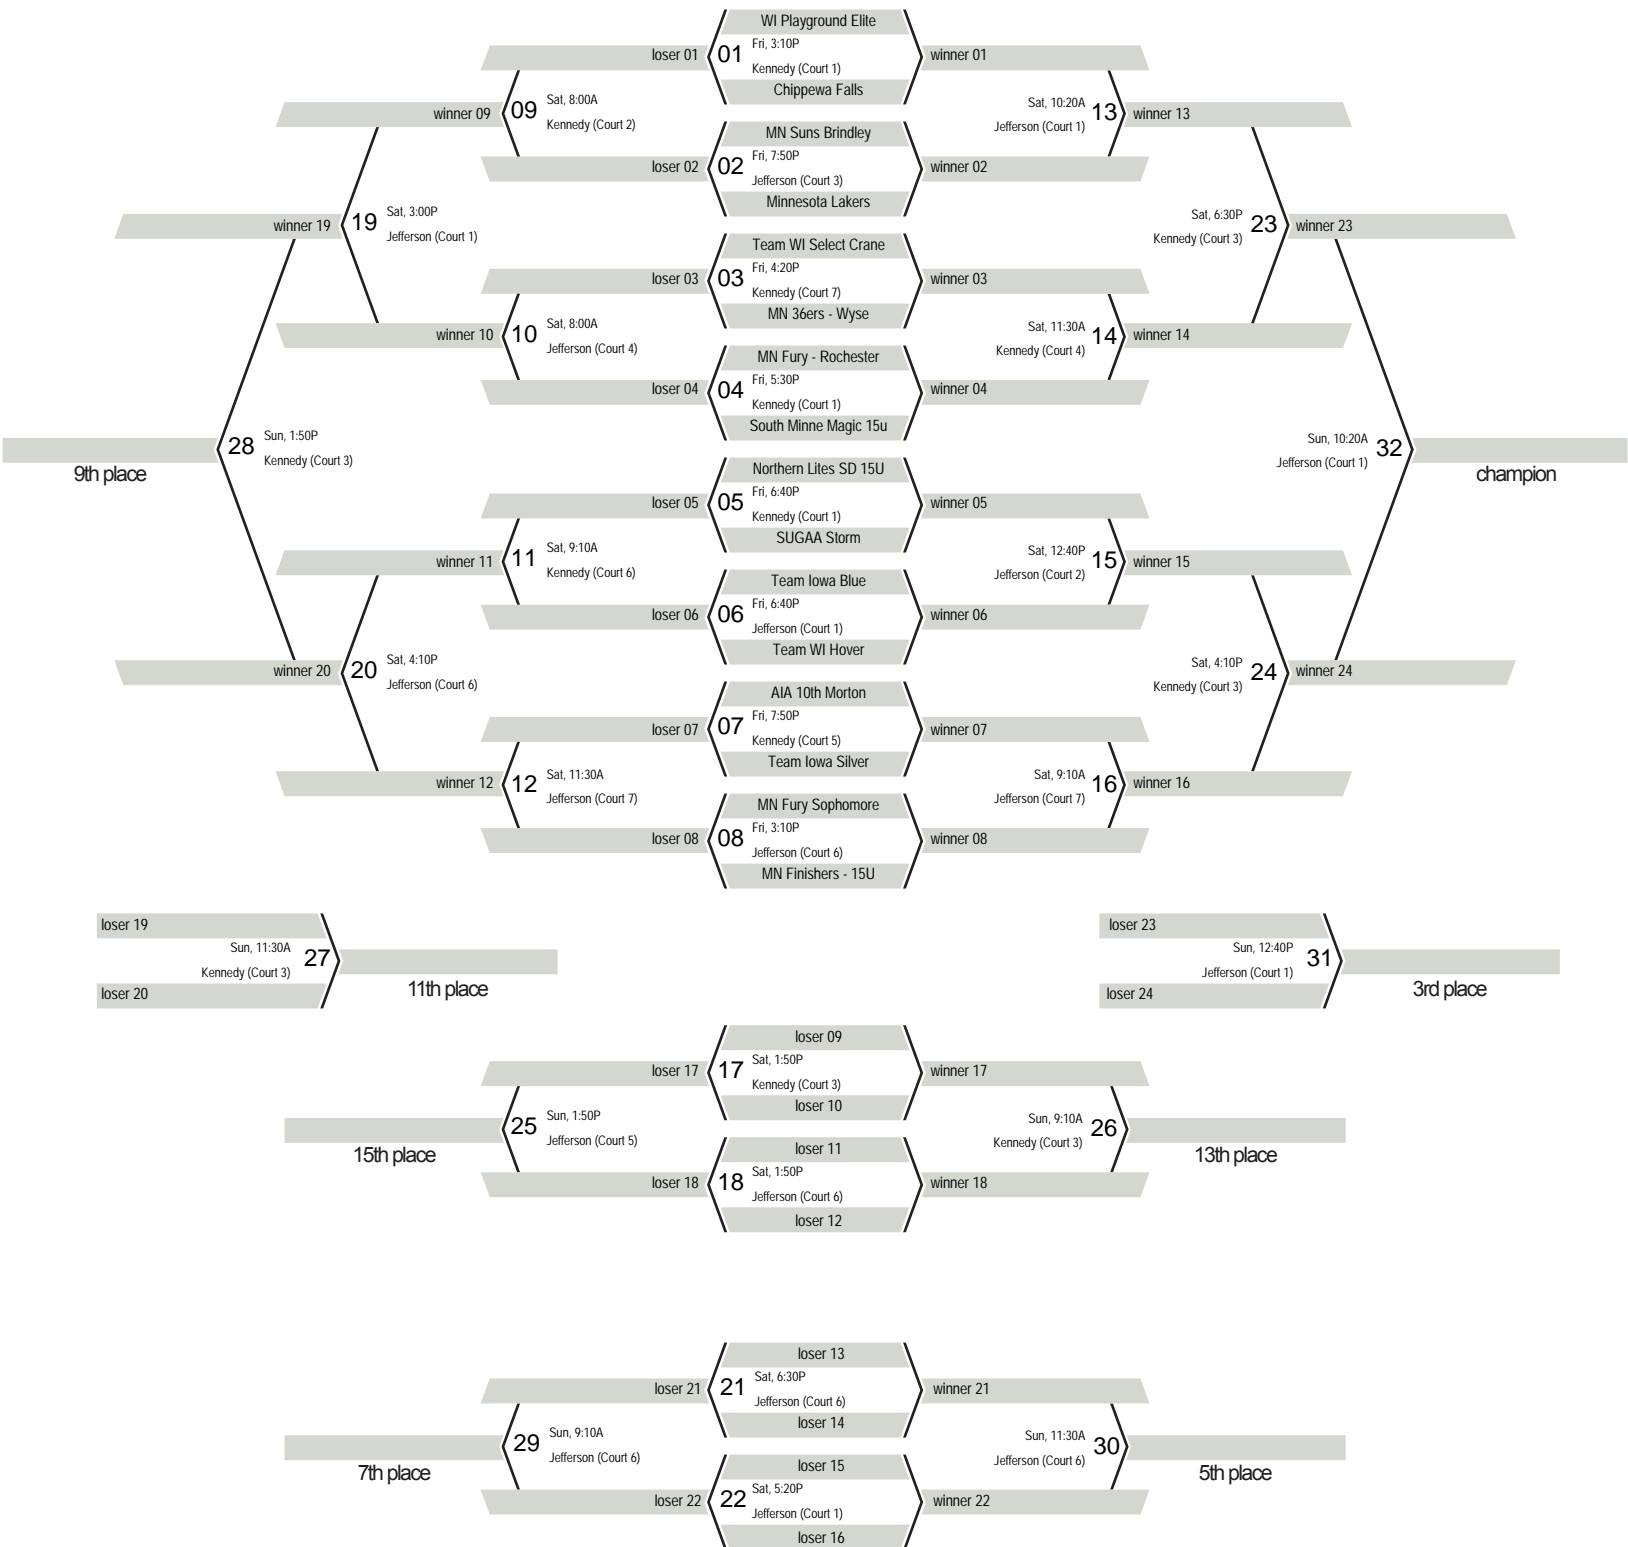 WI Playground Elite
loser 01
01
Fri, 3:10P
Kennedy (Court 1)
winner 01
Chippewa Falls
winner 09
09
Sat, 8:00A
Kennedy (Court 2)
Sat, 10:20A
Jefferson (Court 1)
13
winner 13
MN Suns Brindley
loser 02
02
Fri, 7:50P
Jefferson (Court 3)
winner 02
Minnesota Lakers
winner 19
19
Sat, 3:00P
Jefferson (Court 1)
Sat, 6:30P
Kennedy (Court 3)
23
winner 23
Team WI Select Crane
loser 03
03
Fri, 4:20P
Kennedy (Court 7)
winner 03
MN 36ers - Wyse
winner 10
10
Sat, 8:00A
Jefferson (Court 4)
Sat, 11:30A
Kennedy (Court 4)
14
winner 14
MN Fury - Rochester
loser 04
04
Fri, 5:30P
Kennedy (Court 1)
winner 04
South Minne Magic 15u
28
Sun, 1:50P
Kennedy (Court 3)
9th place
Sun, 10:20A
Jefferson (Court 1)
32
champion
Northern Lites SD 15U
loser 05
05
Fri, 6:40P
Kennedy (Court 1)
winner 05
SUGAA Storm
winner 11
11
Sat, 9:10A
Kennedy (Court 6)
Sat, 12:40P
Jefferson (Court 2)
15
winner 15
Team Iowa Blue
loser 06
06
Fri, 6:40P
Jefferson (Court 1)
winner 06
Team WI Hover
winner 20
20
Sat, 4:10P
Jefferson (Court 6)
Sat, 4:10P
Kennedy (Court 3)
24
winner 24
AIA 10th Morton
loser 07
07
Fri, 7:50P
Kennedy (Court 5)
winner 07
Team Iowa Silver
winner 12
12
Sat, 11:30A
Jefferson (Court 7)
Sat, 9:10A
Jefferson (Court 7)
16
winner 16
MN Fury Sophomore
loser 08
08
Fri, 3:10P
Jefferson (Court 6)
winner 08
MN Finishers - 15U
loser 19
Sun, 11:30A
Kennedy (Court 3)
27
loser 20
11th place
loser 23
Sun, 12:40P
Jefferson (Court 1)
31
loser 24
3rd place
loser 09
loser 17
17
Sat, 1:50P
Kennedy (Court 3)
winner 17
loser 10
25
Sun, 1:50P
Jefferson (Court 5)
15th place
Sun, 9:10A
Kennedy (Court 3)
26
13th place
loser 11
loser 18
18
Sat, 1:50P
Jefferson (Court 6)
winner 18
loser 12
loser 13
loser 21
21
Sat, 6:30P
Jefferson (Court 6)
winner 21
loser 14
29
Sun, 9:10A
Jefferson (Court 6)
7th place
Sun, 11:30A
Jefferson (Court 6)
30
5th place
loser 15
loser 22
22
Sat, 5:20P
Jefferson (Court 1)
winner 22
loser 16